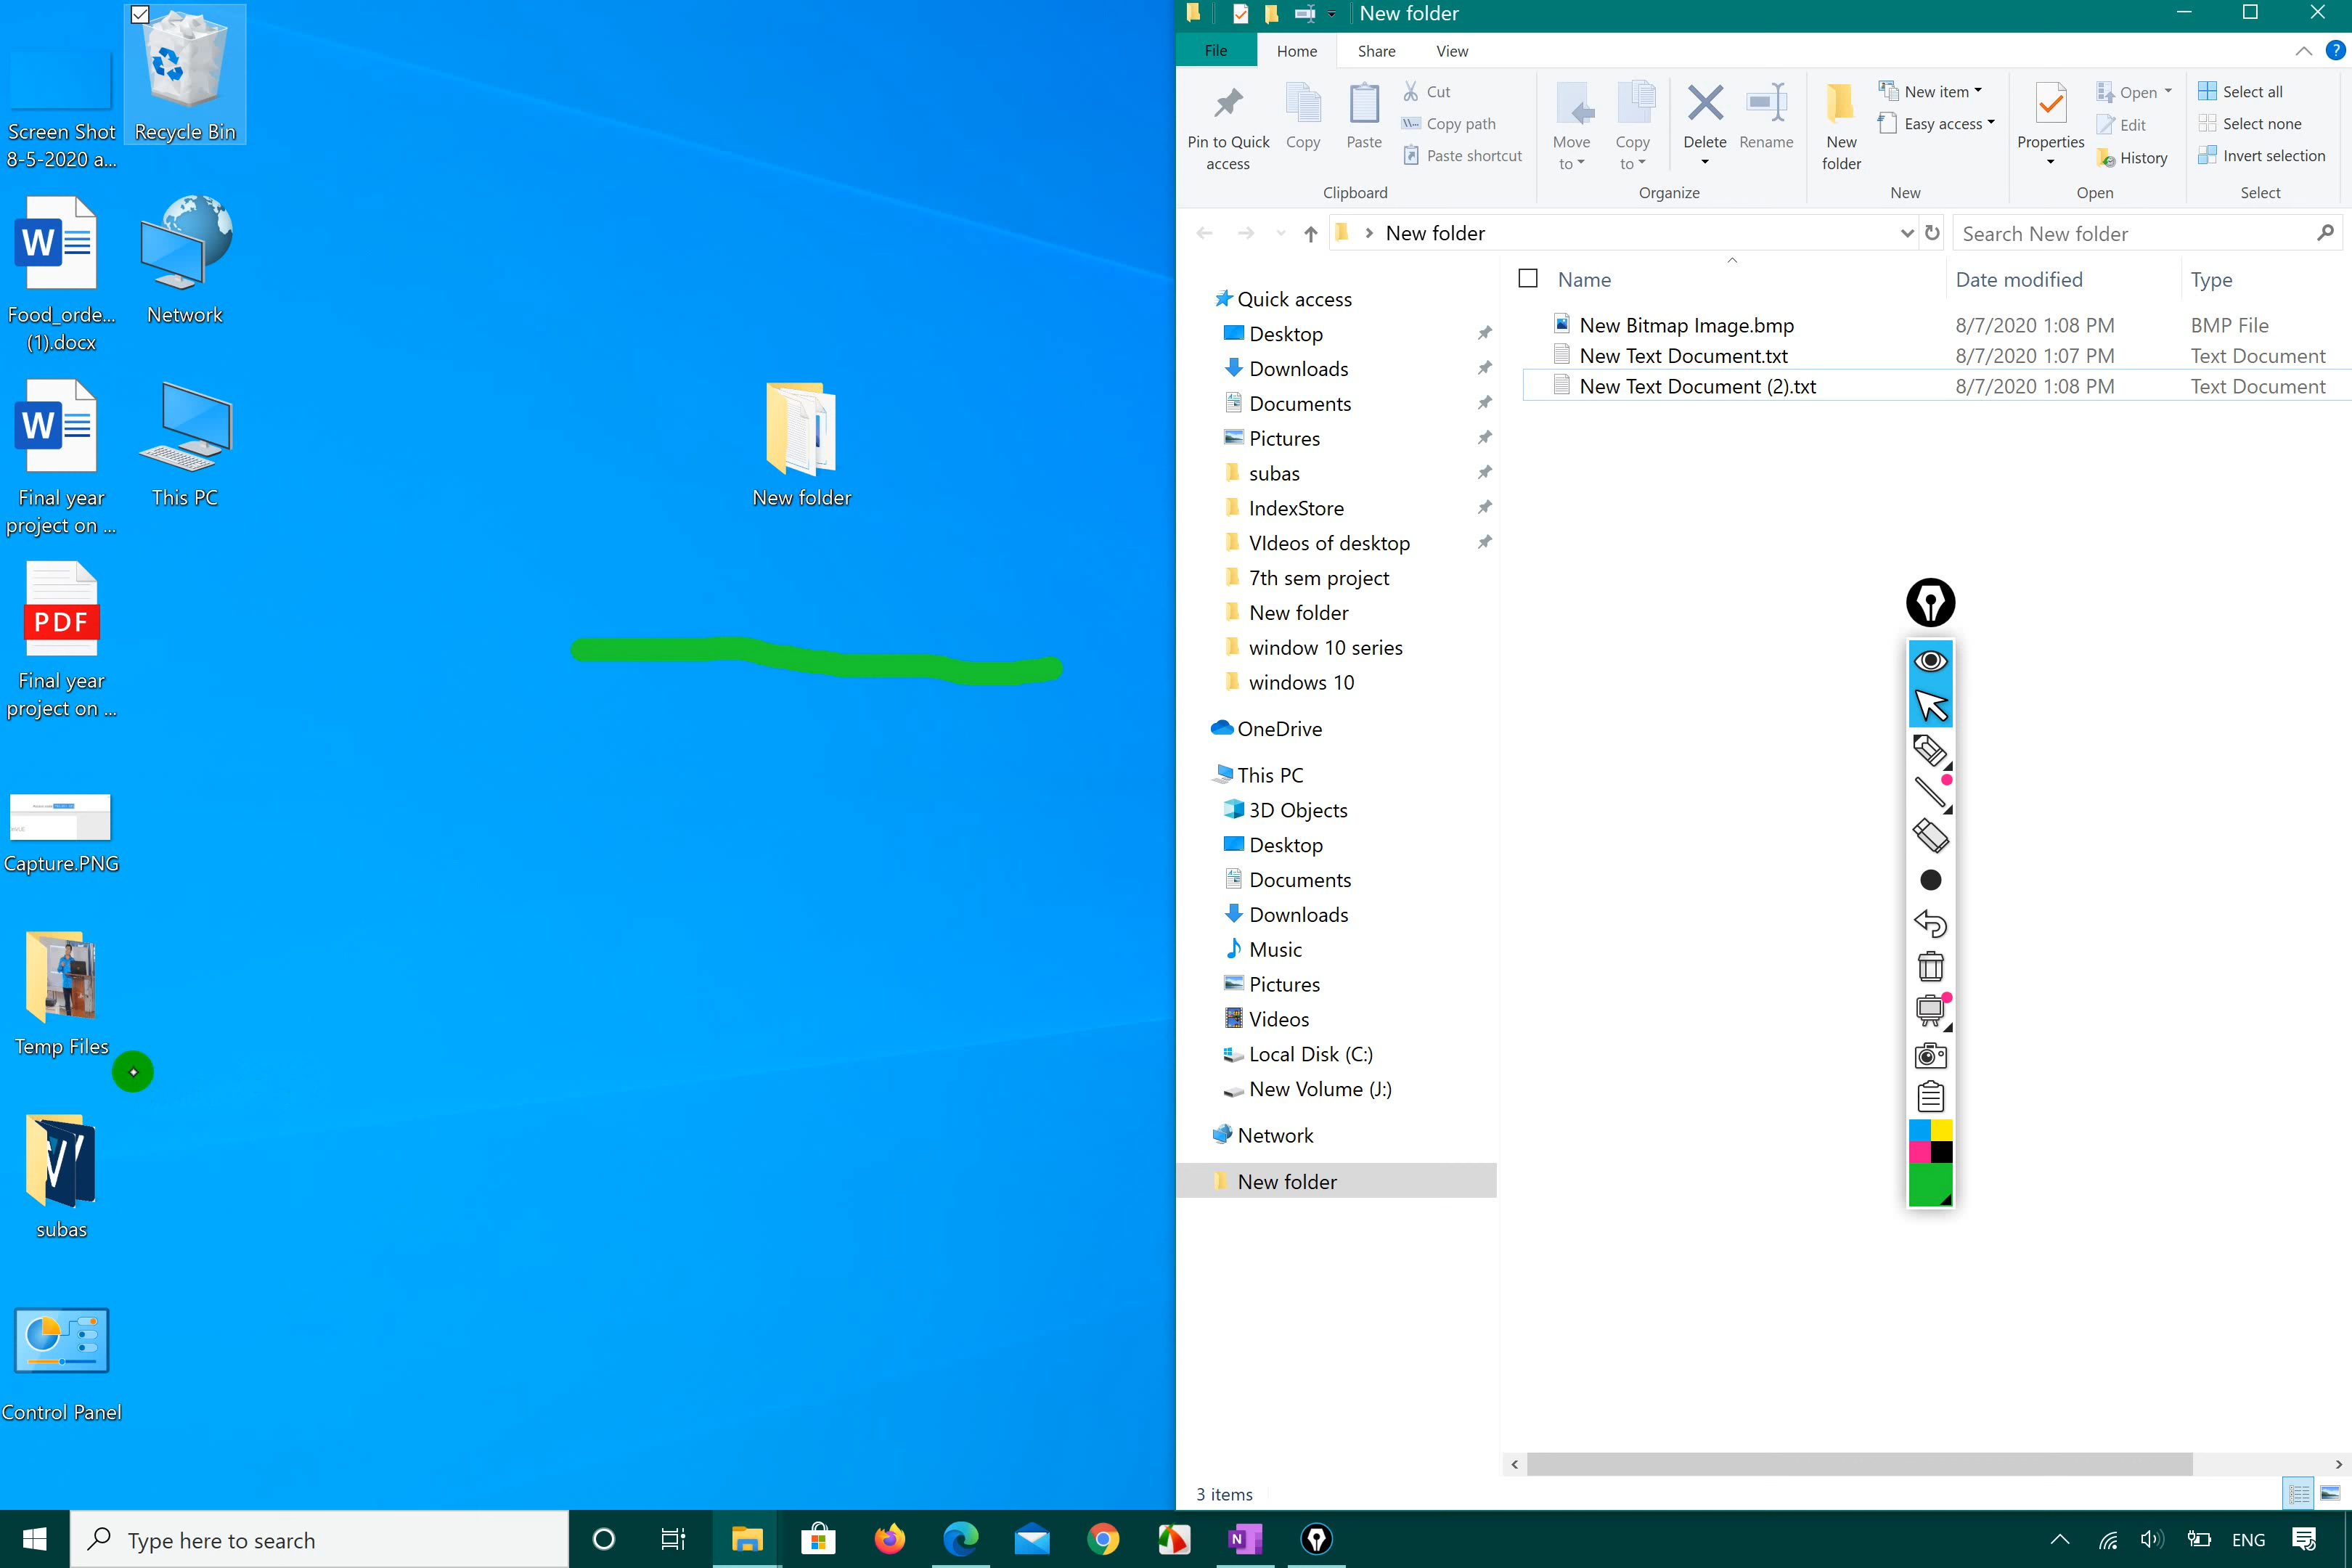 Screen Shot
8-5-2020 a...
Recycle Bin
Food_orde...
(1).docx
Network
Final year
project on ...
This PC
New folder
PDF
Final year
project on ...
Capture.PNG
Temp Files
subas
Control Panel
New folder
File
Home
Share
View
Pin to Quick
access
Copy
Paste
Cut
Copy path
Paste shortcut
Clipboard
Move
to
Copy
to
Delete
Rename
Organize
New
folder
New item
Easy access
New
Properties
Open
Edit
History
Open
Select all
Select none
Invert selection
Select
New folder
Search New folder
Name
Date modified
Type
New Bitmap Image.bmp 8/7/2020 1:08 PM BMP File
New Text Document.txt 8/7/2020 1:07 PM Text Document
New Text Document (2).txt 8/7/2020 1:08 PM Text Document
Quick access
Desktop
Downloads
Documents
Pictures
subas
IndexStore
VIdeos of desktop
7th sem project
New folder
window 10 series
windows 10
OneDrive
This PC
3D Objects
Desktop
Documents
Downloads
Music
Pictures
Videos
Local Disk (C:)
New Volume (J:)
Network
New folder
3 items
Type here to search
ENG